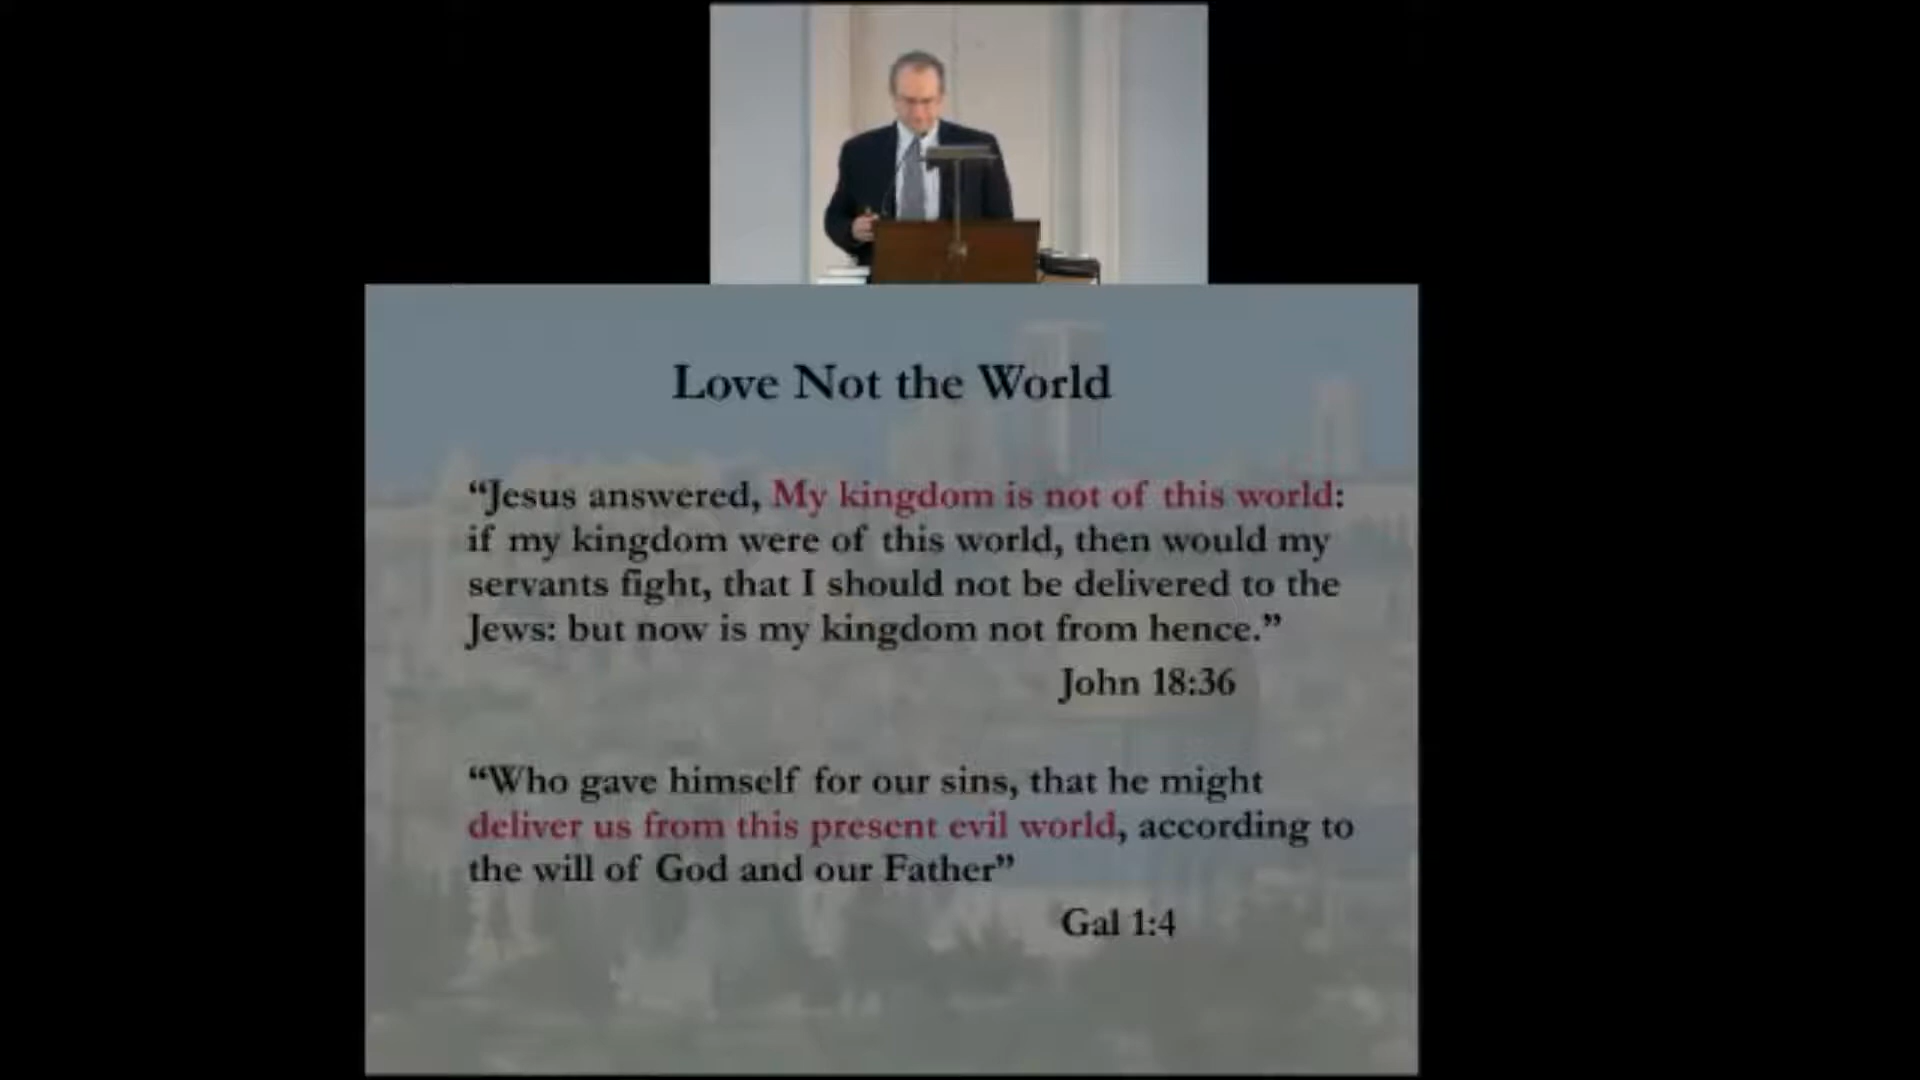 Love Not the World
“Jesus answered, My kingdom is not of this world:
if my kingdom were of this world, then would my
servants fight, that I should not be delivered to the
Jews: but now is my kingdom not from hence.”
John 18:36
“Who gave himself for our sins, that he might
deliver us from this present evil world, according to
the will of God and our Father”
Gal 1:4